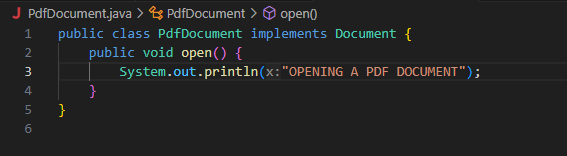 PdfDocument.java > PdfDocument > open()
1 public class PdfDocument implements Document {
2     public void open() {
3         System.out.println(x:"OPENING A PDF DOCUMENT");
4     }
5 }
6